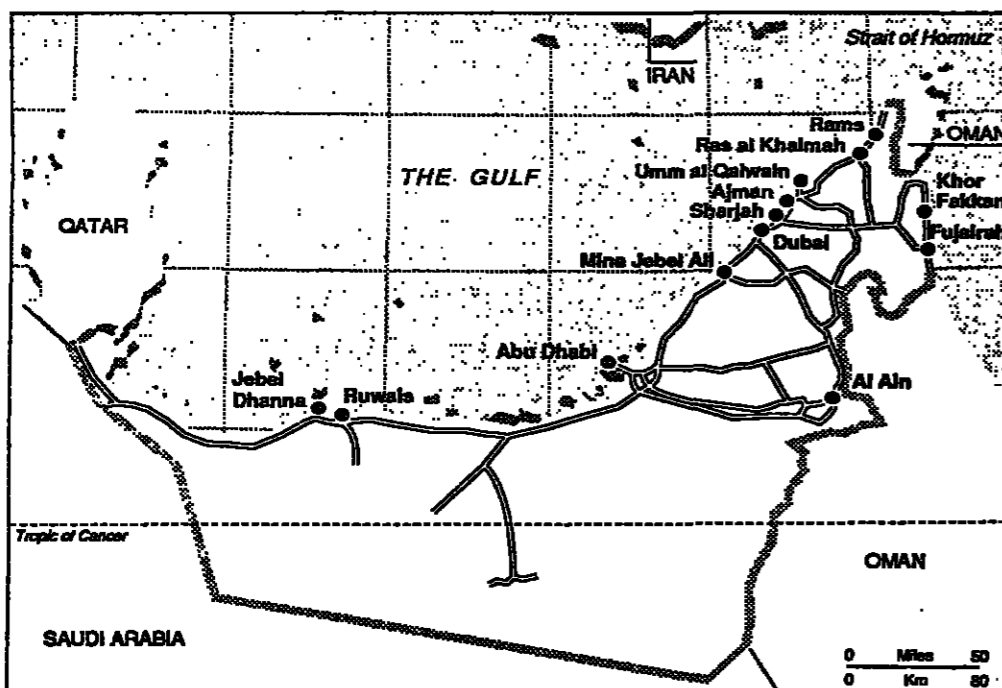 Strait of Hormuz
IRAN
Rams
OMAN
Ras al Khaimah
Umm al Qaiwain
Khor
Fakkan
THE GULF
Ajman
Sharjah
QATAR
Fujairah
Dubai
Mina Jebel Ali
Abu Dhabi
Jebel
Dhanna
Ruwais
Al Ain
Tropic of Cancer
OMAN
SAUDI ARABIA
0 Miles 50
0 Km 80